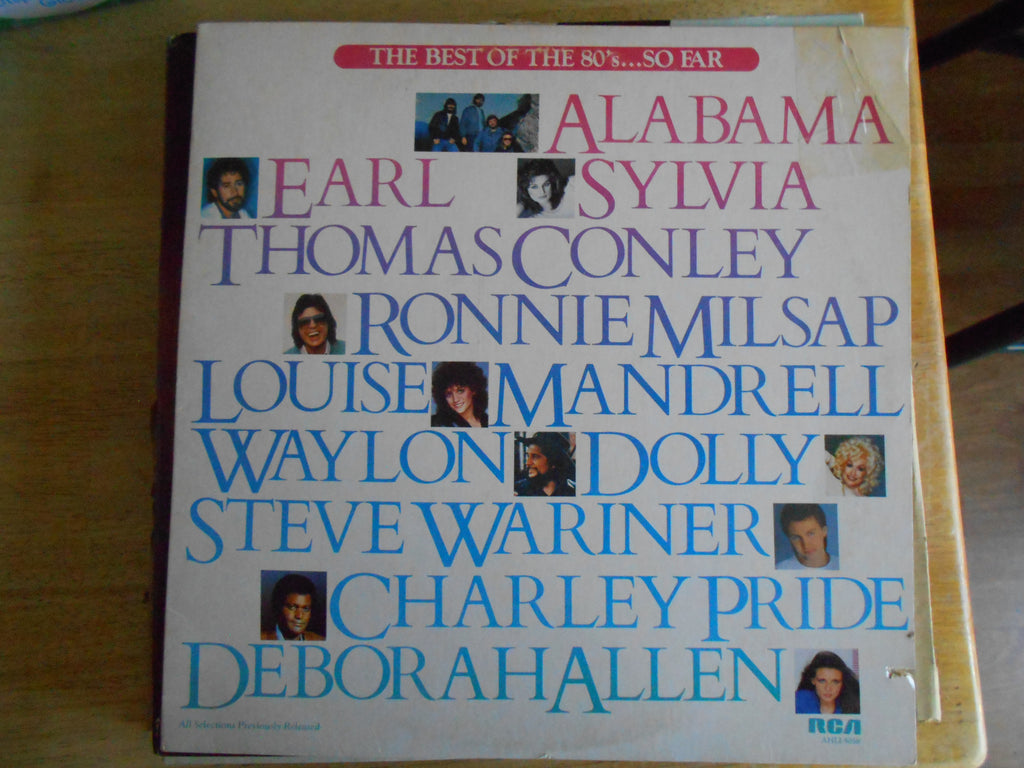 THE BEST OF THE 80's...SO FAR
ALABAMA
EARL SYLVIA
THOMAS CONLEY
RONNIE MILSAP
LOUISE MANDRELL
WAYLON DOLLY
STEVE WARINER
CHARLEY PRIDE
DEBORAH ALLEN
All Selections Previously Released
RCA